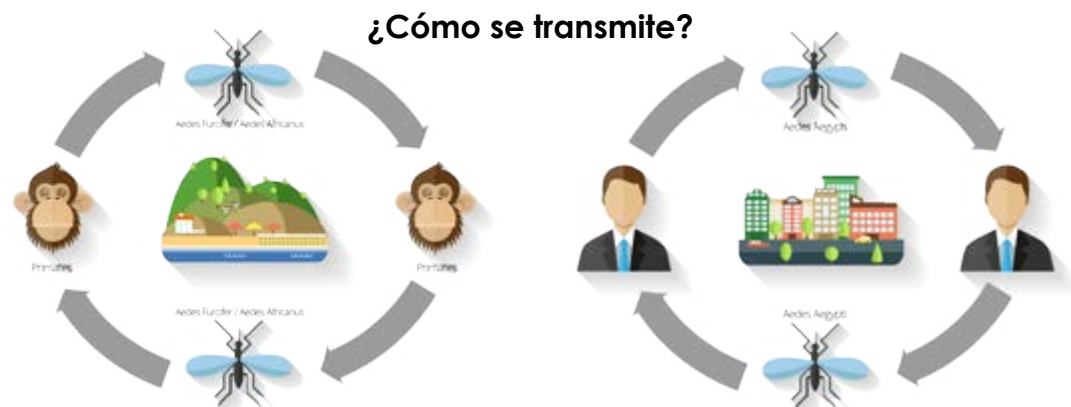 ¿Cómo se transmite?
Aedes Furcifer / Aedes Africanus
Primates
Primates
Aedes Furcifer / Aedes Africanus
Aedes Aegypti
Aedes Aegypti